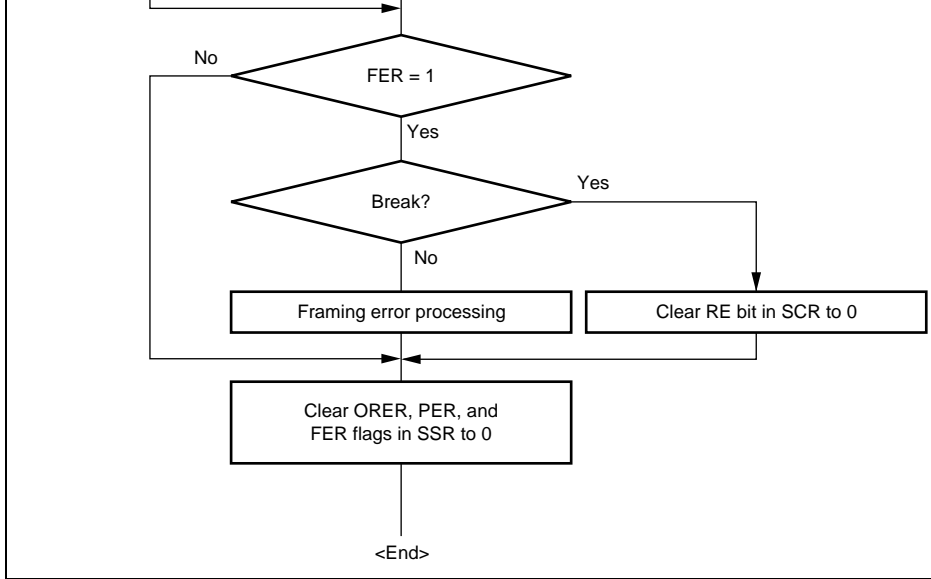 No
FER = 1
Yes
Break?
Yes
No
Framing error processing
Clear RE bit in SCR to 0
Clear ORER, PER, and
FER flags in SSR to 0
<End>